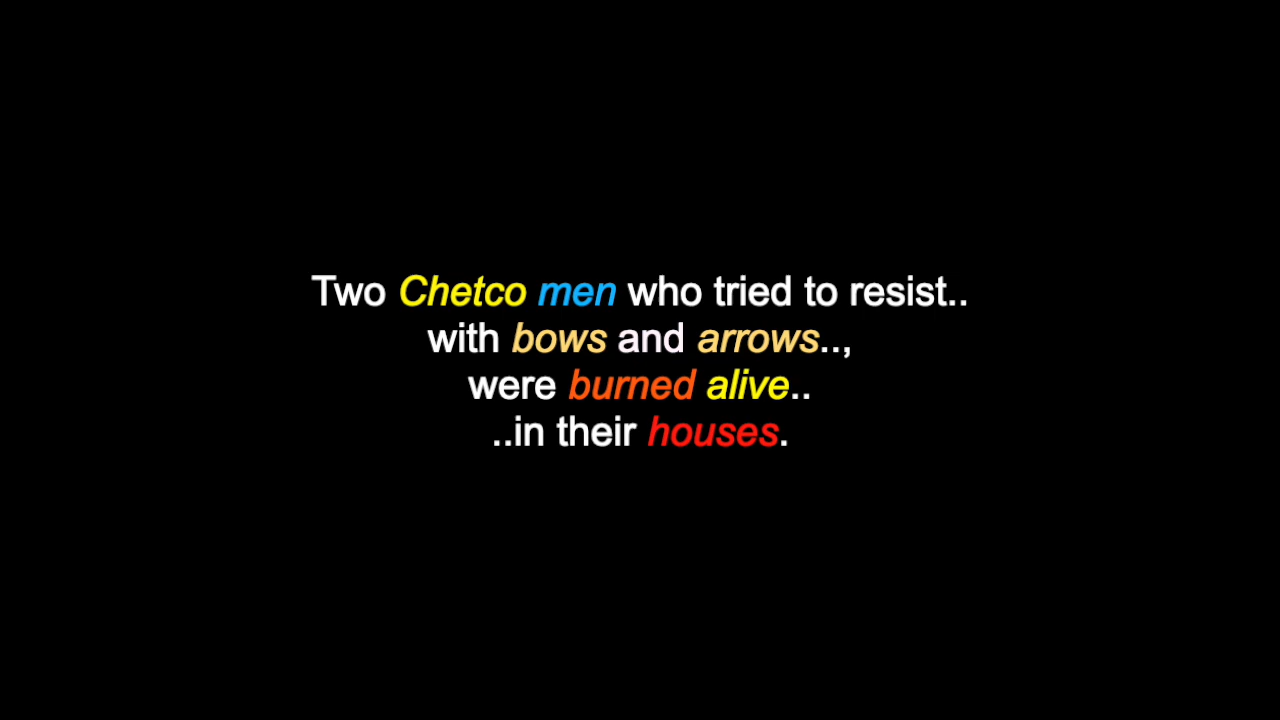 Two Chetco men who tried to resist..
with bows and arrows..,
were burned alive..
..in their houses.